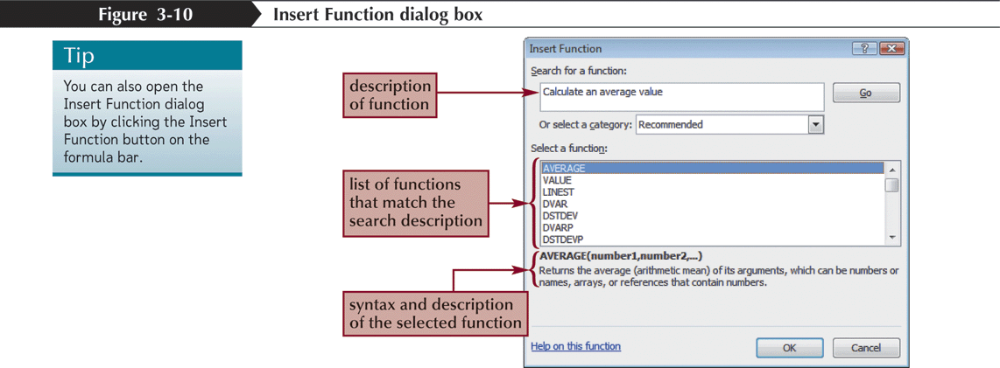 Figure 3-10
Insert Function dialog box
Tip
You can also open the
Insert Function dialog
box by clicking the Insert
Function button on the
formula bar.
description
of function
list of functions
that match the
search description
syntax and description
of the selected function
Insert Function
?
Search for a function:
Calculate an average value
Go
Or select a category: Recommended
Select a function:
AVERAGE
VALUE
LINEST
DVAR
DSTDEV
DVARP
DSTDEVP
AVERAGE(number1,number2,...)
Returns the average (arithmetic mean) of its arguments, which can be numbers or
names, arrays, or references that contain numbers.
Help on this function
OK
Cancel